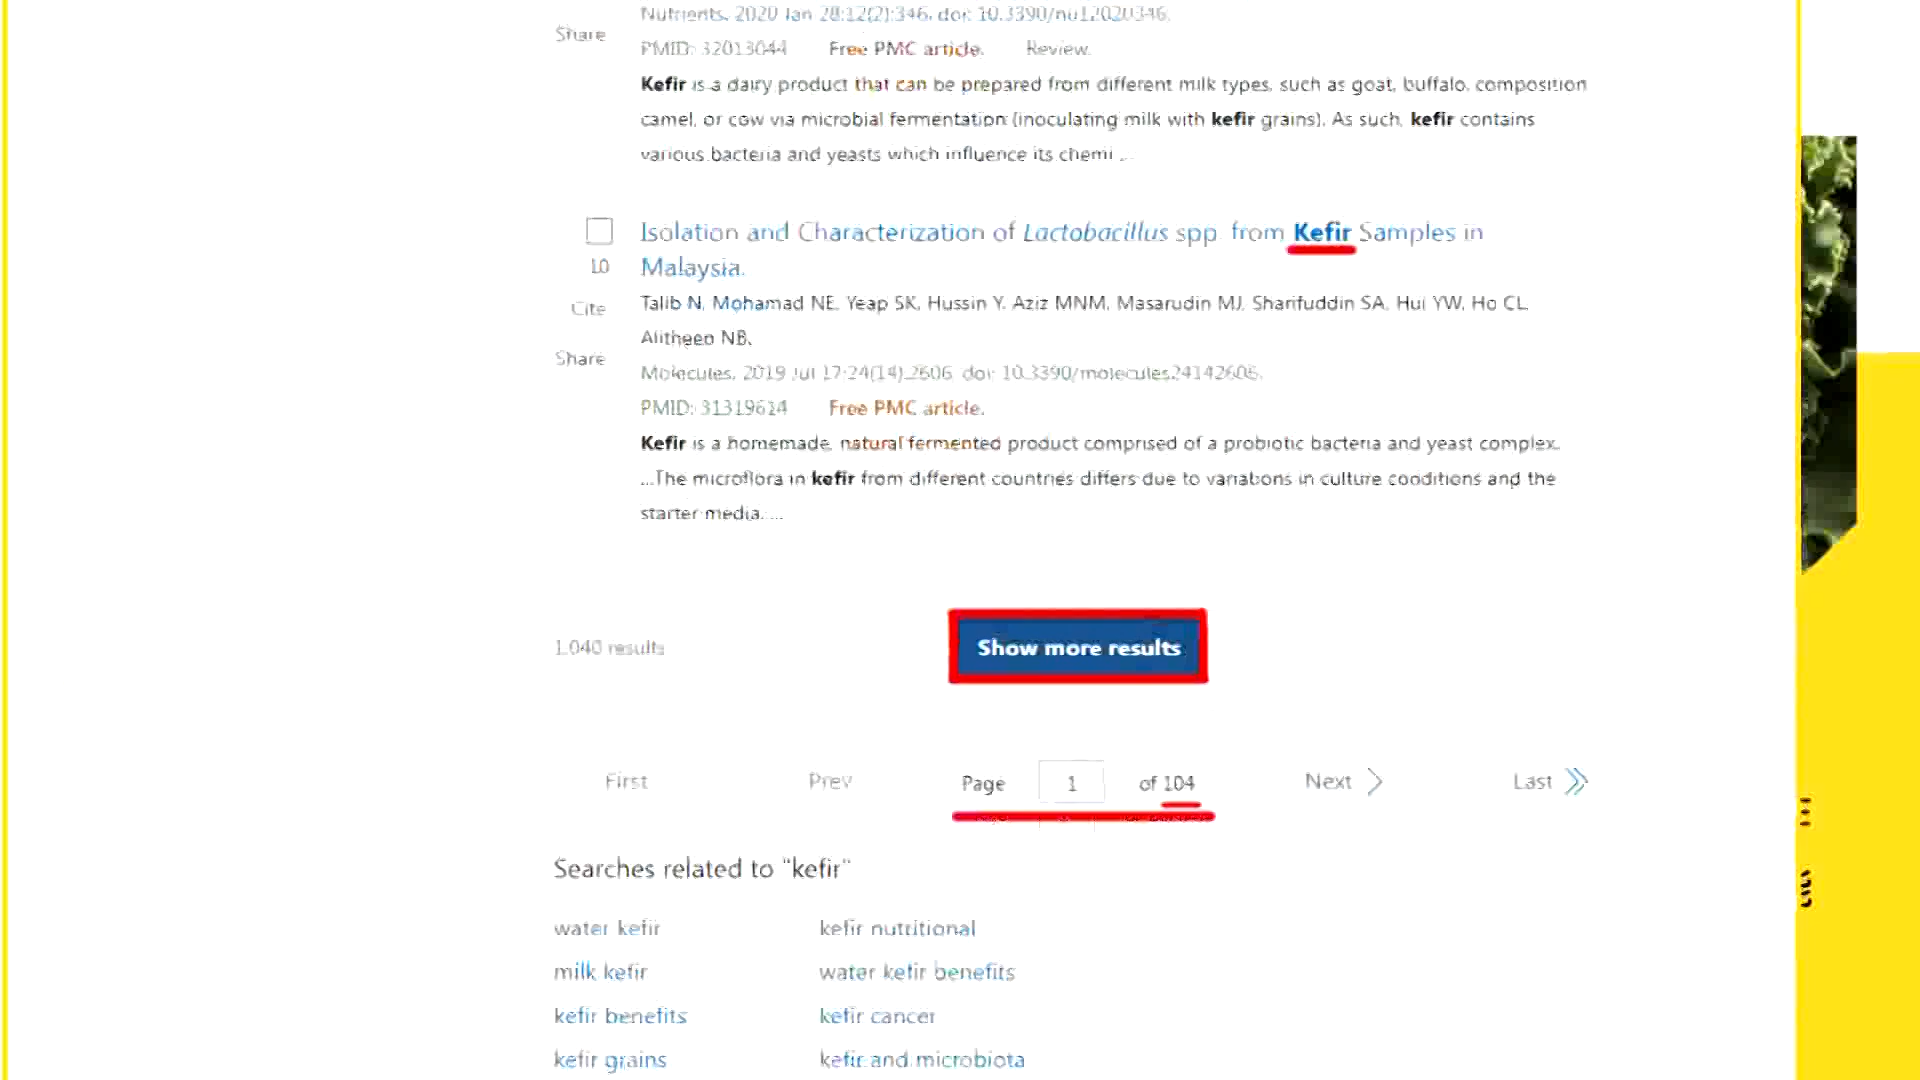 Nutrients. 2020 Jan 28;12(2):346. doi: 10.3390/nu12020346.
Share
PMID: 32013044 Free PMC article. Review.
Kefir is a dairy product that can be prepared from different milk types, such as goat, buffalo, composition
camel, or cow via microbial fermentation (inoculating milk with kefir grains). As such, kefir contains
various bacteria and yeasts which influence its chemi ...
Isolation and Characterization of Lactobacillus spp. from Kefir Samples in
10 Malaysia.
Cite Talib N, Mohamad NE, Yeap SK, Hussin Y, Aziz MNM, Masarudin MJ, Sharifuddin SA, Hui YW, Ho CL,
Alitheen NB.
Share
Molecules. 2019 Jul 17;24(14):2606. doi: 10.3390/molecules24142606.
PMID: 31319614 Free PMC article.
Kefir is a homemade, natural fermented product comprised of a probiotic bacteria and yeast complex.
...The microflora in kefir from different countries differs due to variations in culture conditions and the
starter media. ...
1,040 results Show more results
First Prev Page 1 of 104 Next Last
Searches related to "kefir"
water kefir kefir nutritional
milk kefir water kefir benefits
kefir benefits kefir cancer
kefir grains kefir and microbiota